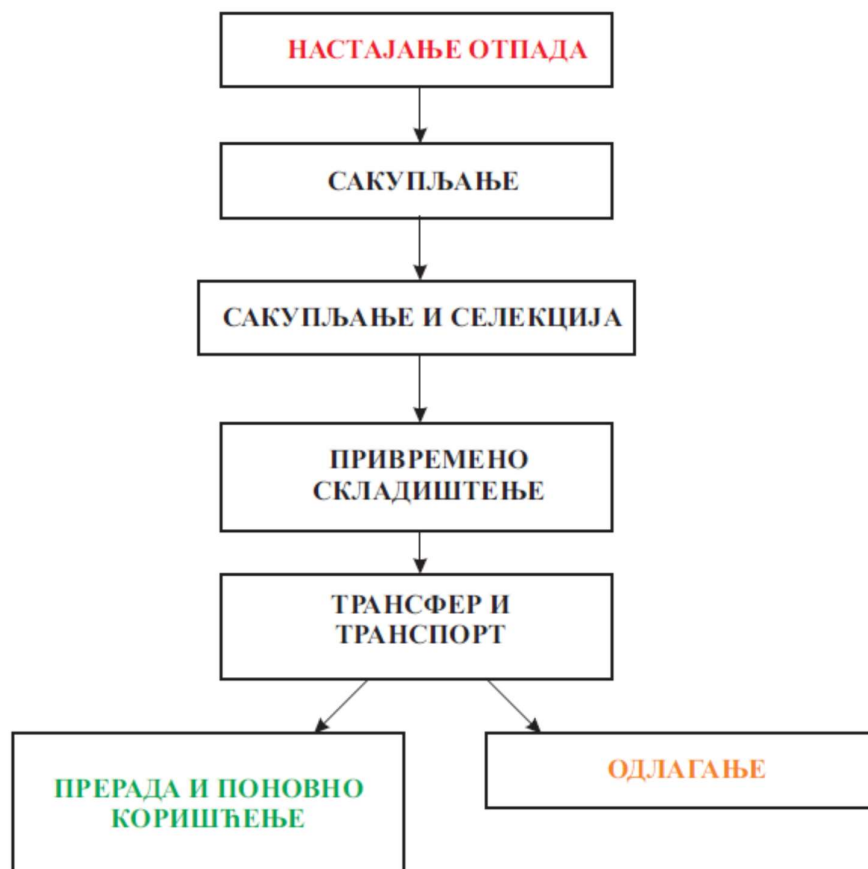 НАСТАЈАЊЕ ОТПАДА
САКУПЉАЊЕ
САКУПЉАЊЕ И СЕЛЕКЦИЈА
ПРИВРЕМЕНО
СКЛАДИШТЕЊЕ
ТРАНСФЕР И
ТРАНСПОРТ
ПРЕРАДА И ПОНОВНО
КОРИШЋЕЊЕ
ОДЛАГАЊЕ